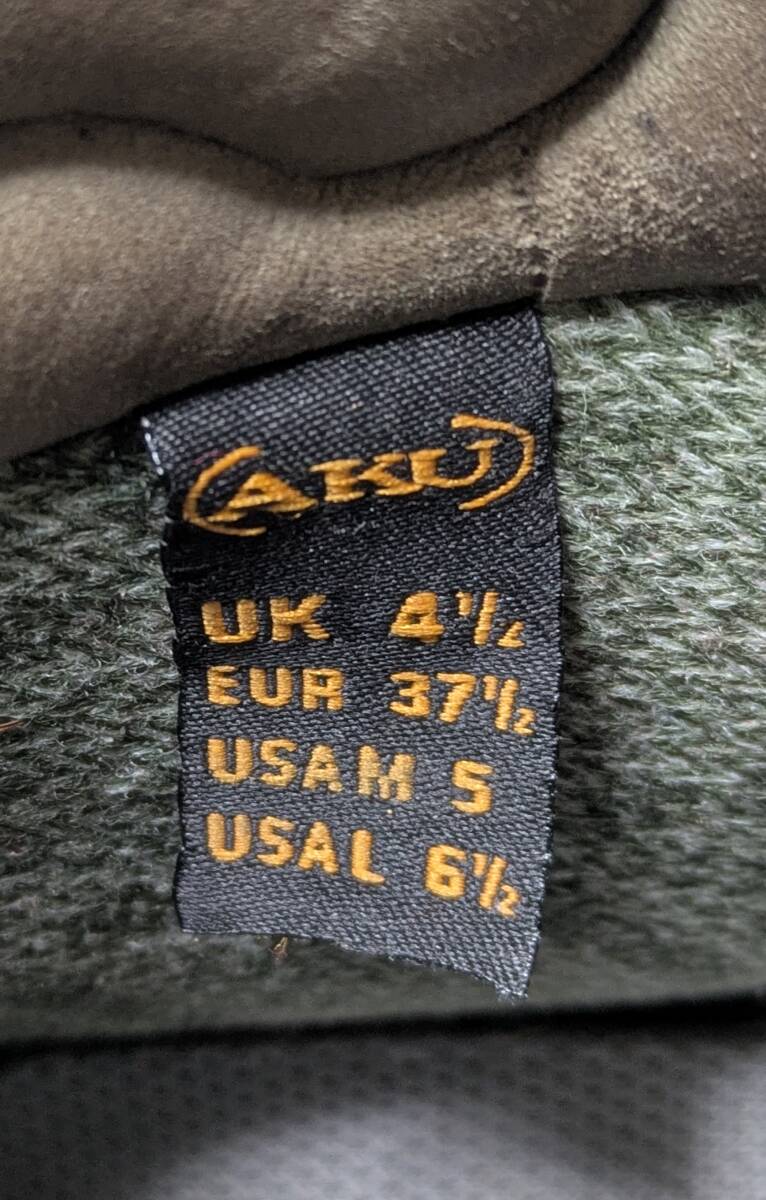 (AKU)
UK 4½
EUR 37½
USAM 5
USAL 6½